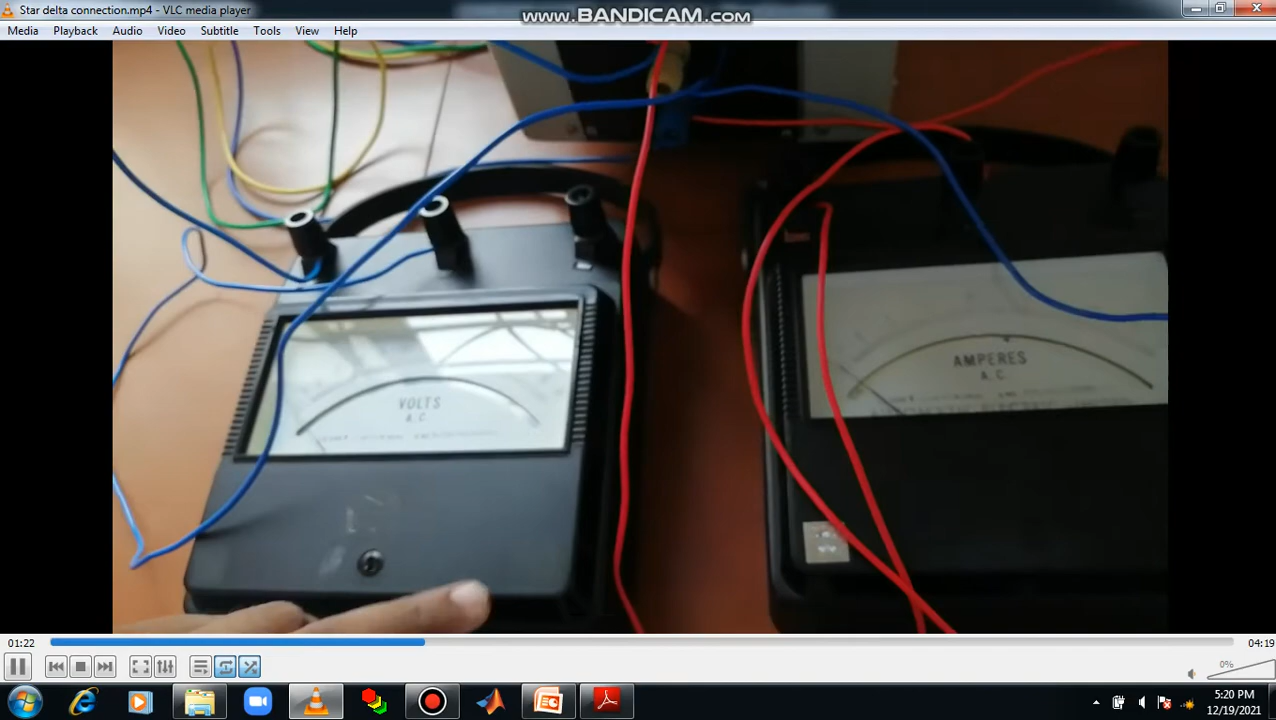 Star delta connection.mp4 - VLC media player
www.BANDICAM.com
Media Playback Audio Video Subtitle Tools View Help
VOLTS
A.C
AMPERES
A.C.
01:22
04:19
0%
5:20 PM
12/19/2021